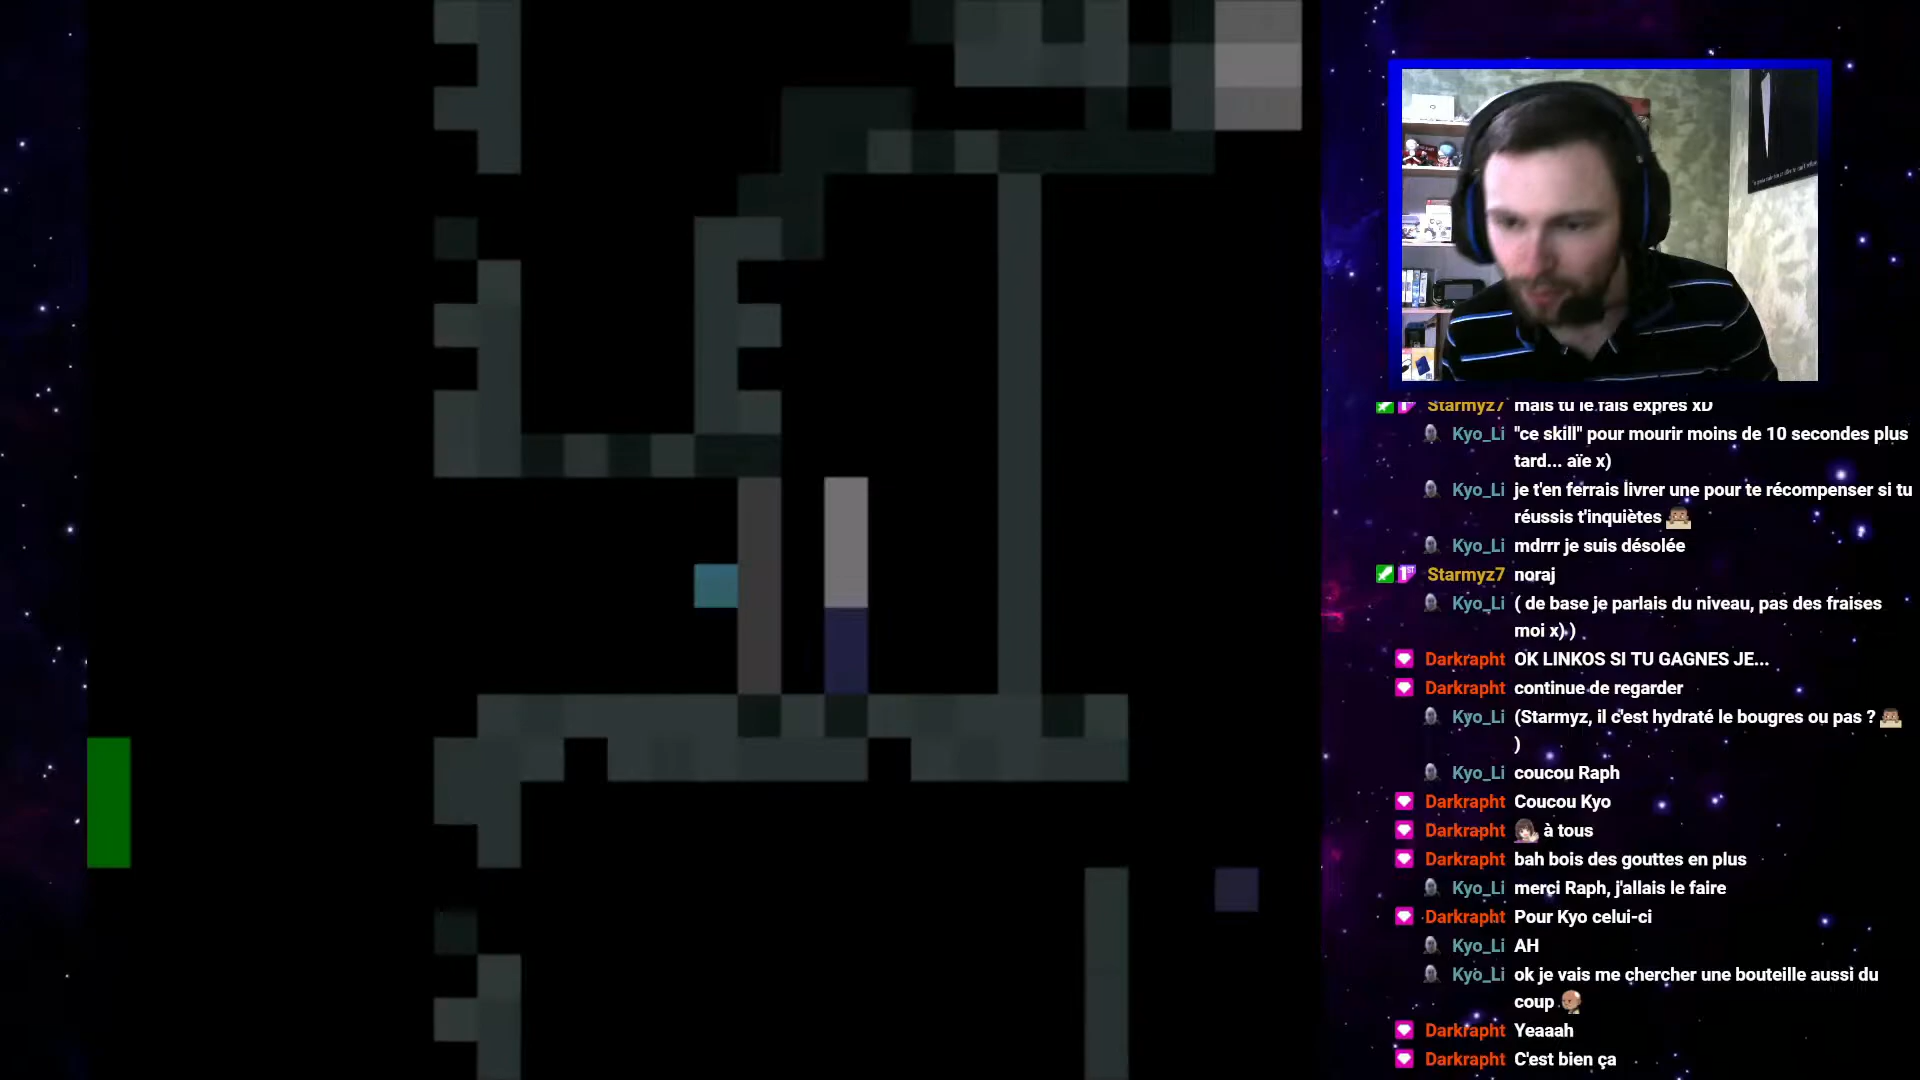 Starmyz7 mais tu le fais exprès xD
Kyo_Li "ce skill" pour mourir moins de 10 secondes plus
tard... aïe x)
Kyo_Li je t'en ferrais livrer une pour te récompenser si tu
réussis t'inquiètes
Kyo_Li mdrrr je suis désolée
Starmyz7 noraj
Kyo_Li ( de base je parlais du niveau, pas des fraises
moi x) )
Darkrapht OK LINKOS SI TU GAGNES JE...
Darkrapht continue de regarder
Kyo_Li (Starmyz, il c'est hydraté le bougres ou pas ?
)
Kyo_Li coucou Raph
Darkrapht Coucou Kyo
Darkrapht à tous
Darkrapht bah bois des gouttes en plus
Kyo_Li merci Raph, j'allais le faire
Darkrapht Pour Kyo celui-ci
Kyo_Li AH
Kyo_Li ok je vais me chercher une bouteille aussi du
coup
Darkrapht Yeaaah
Darkrapht C'est bien ça